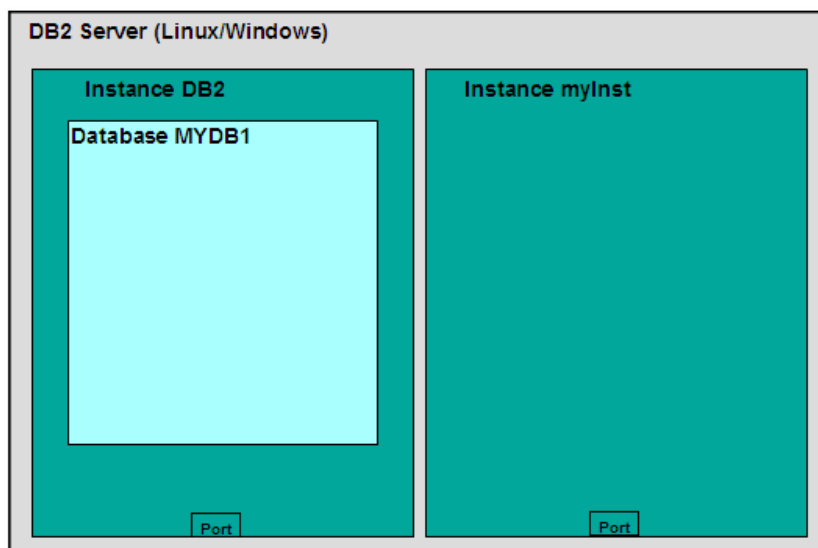 DB2 Server (Linux/Windows)
Instance DB2
Database MYDB1
Port
Instance myInst
Port